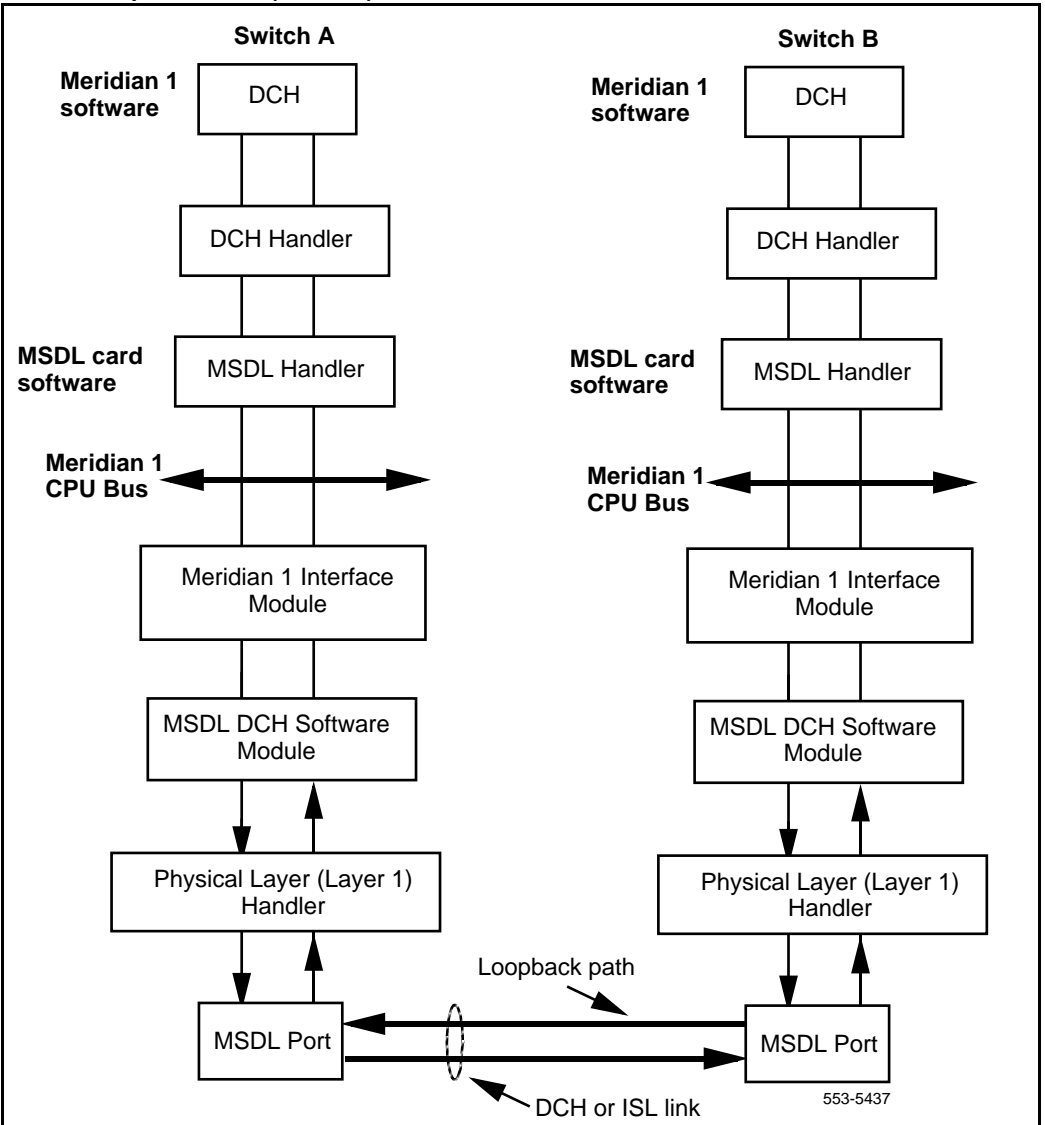 Switch A
Meridian 1
software
DCH
DCH Handler
MSDL card
software
MSDL Handler
Meridian 1
CPU Bus
Meridian 1 Interface
Module
MSDL DCH Software
Module
Physical Layer (Layer 1)
Handler
MSDL Port
Switch B
Meridian 1
software
DCH
DCH Handler
MSDL card
software
MSDL Handler
Meridian 1
CPU Bus
Meridian 1 Interface
Module
MSDL DCH Software
Module
Physical Layer (Layer 1)
Handler
MSDL Port
Loopback path
DCH or ISL link
553-5437